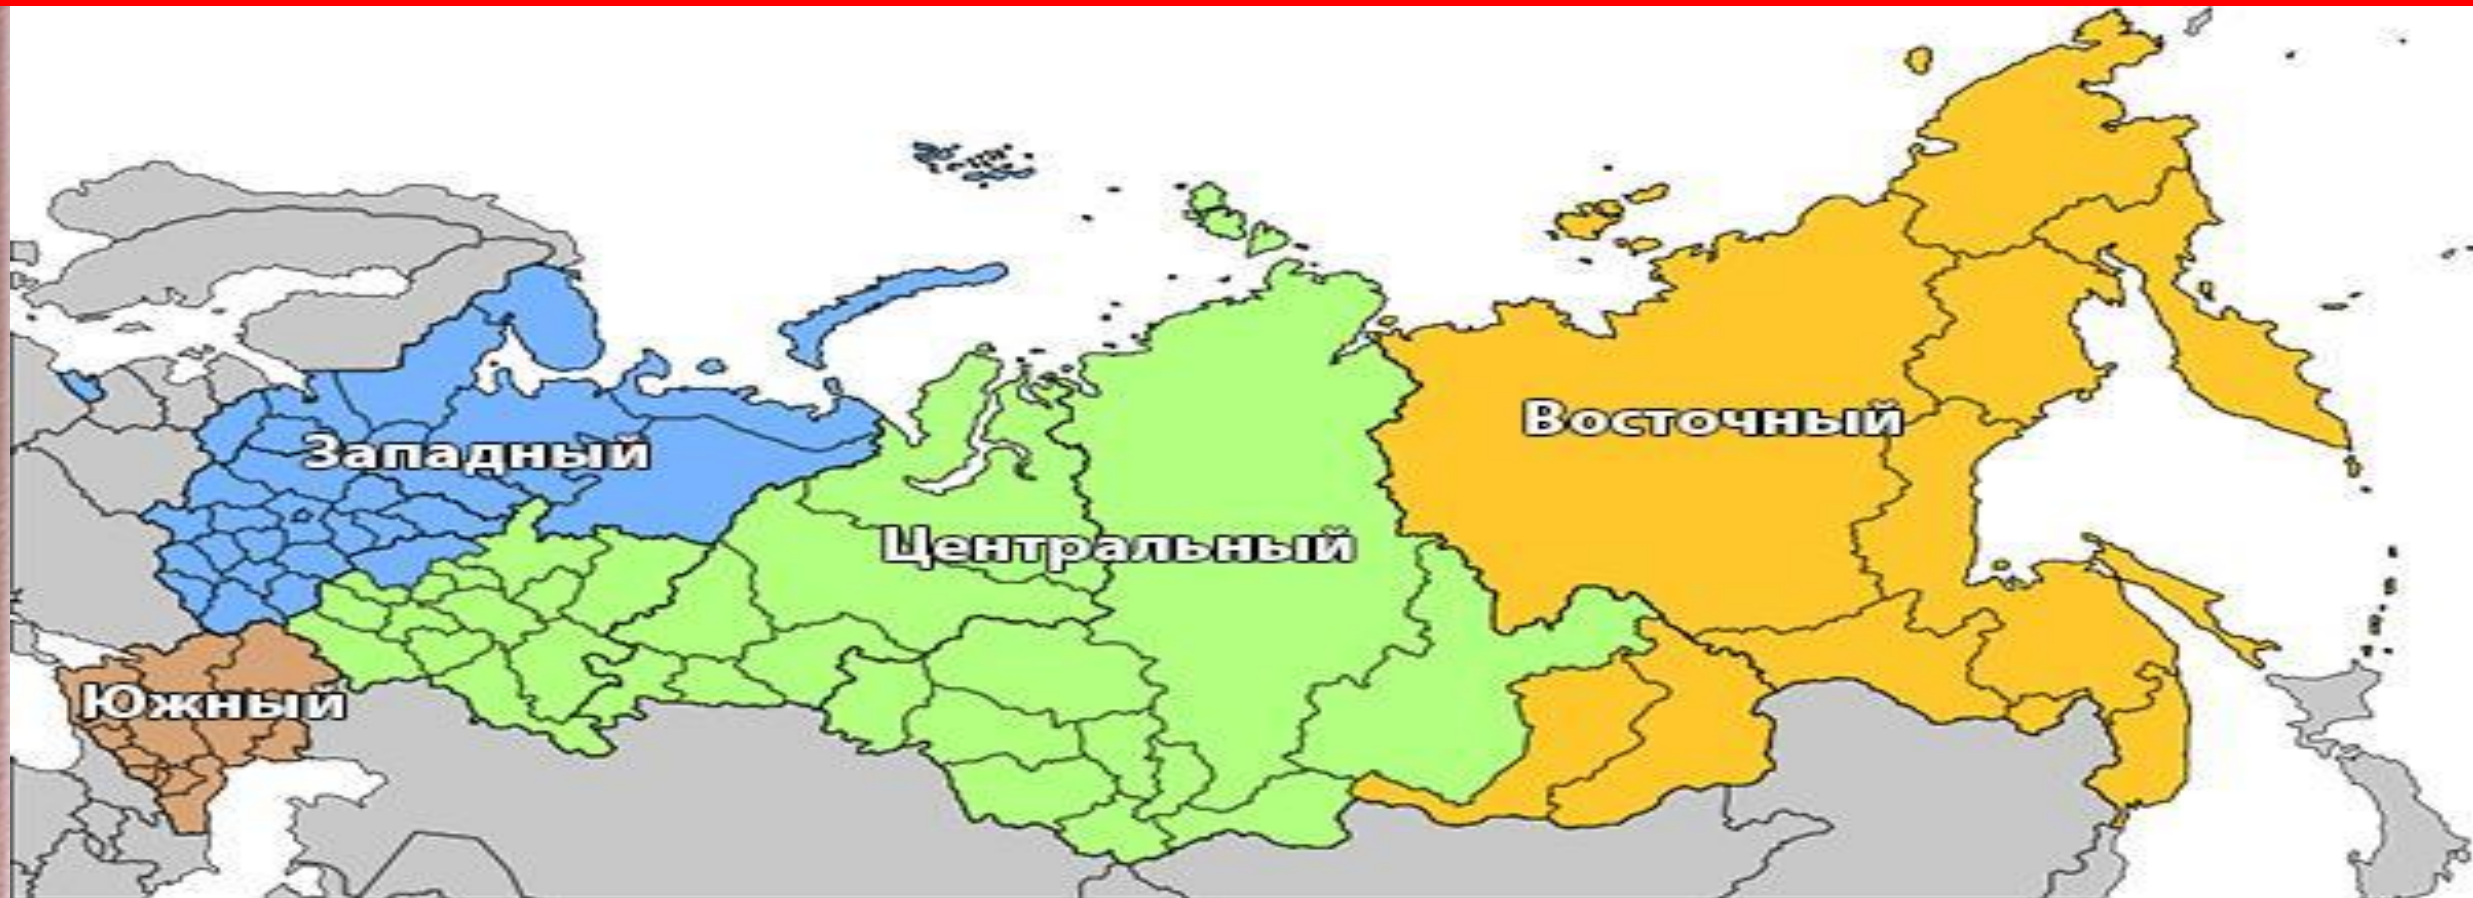 Восточный
Западный
Центральный
Южный